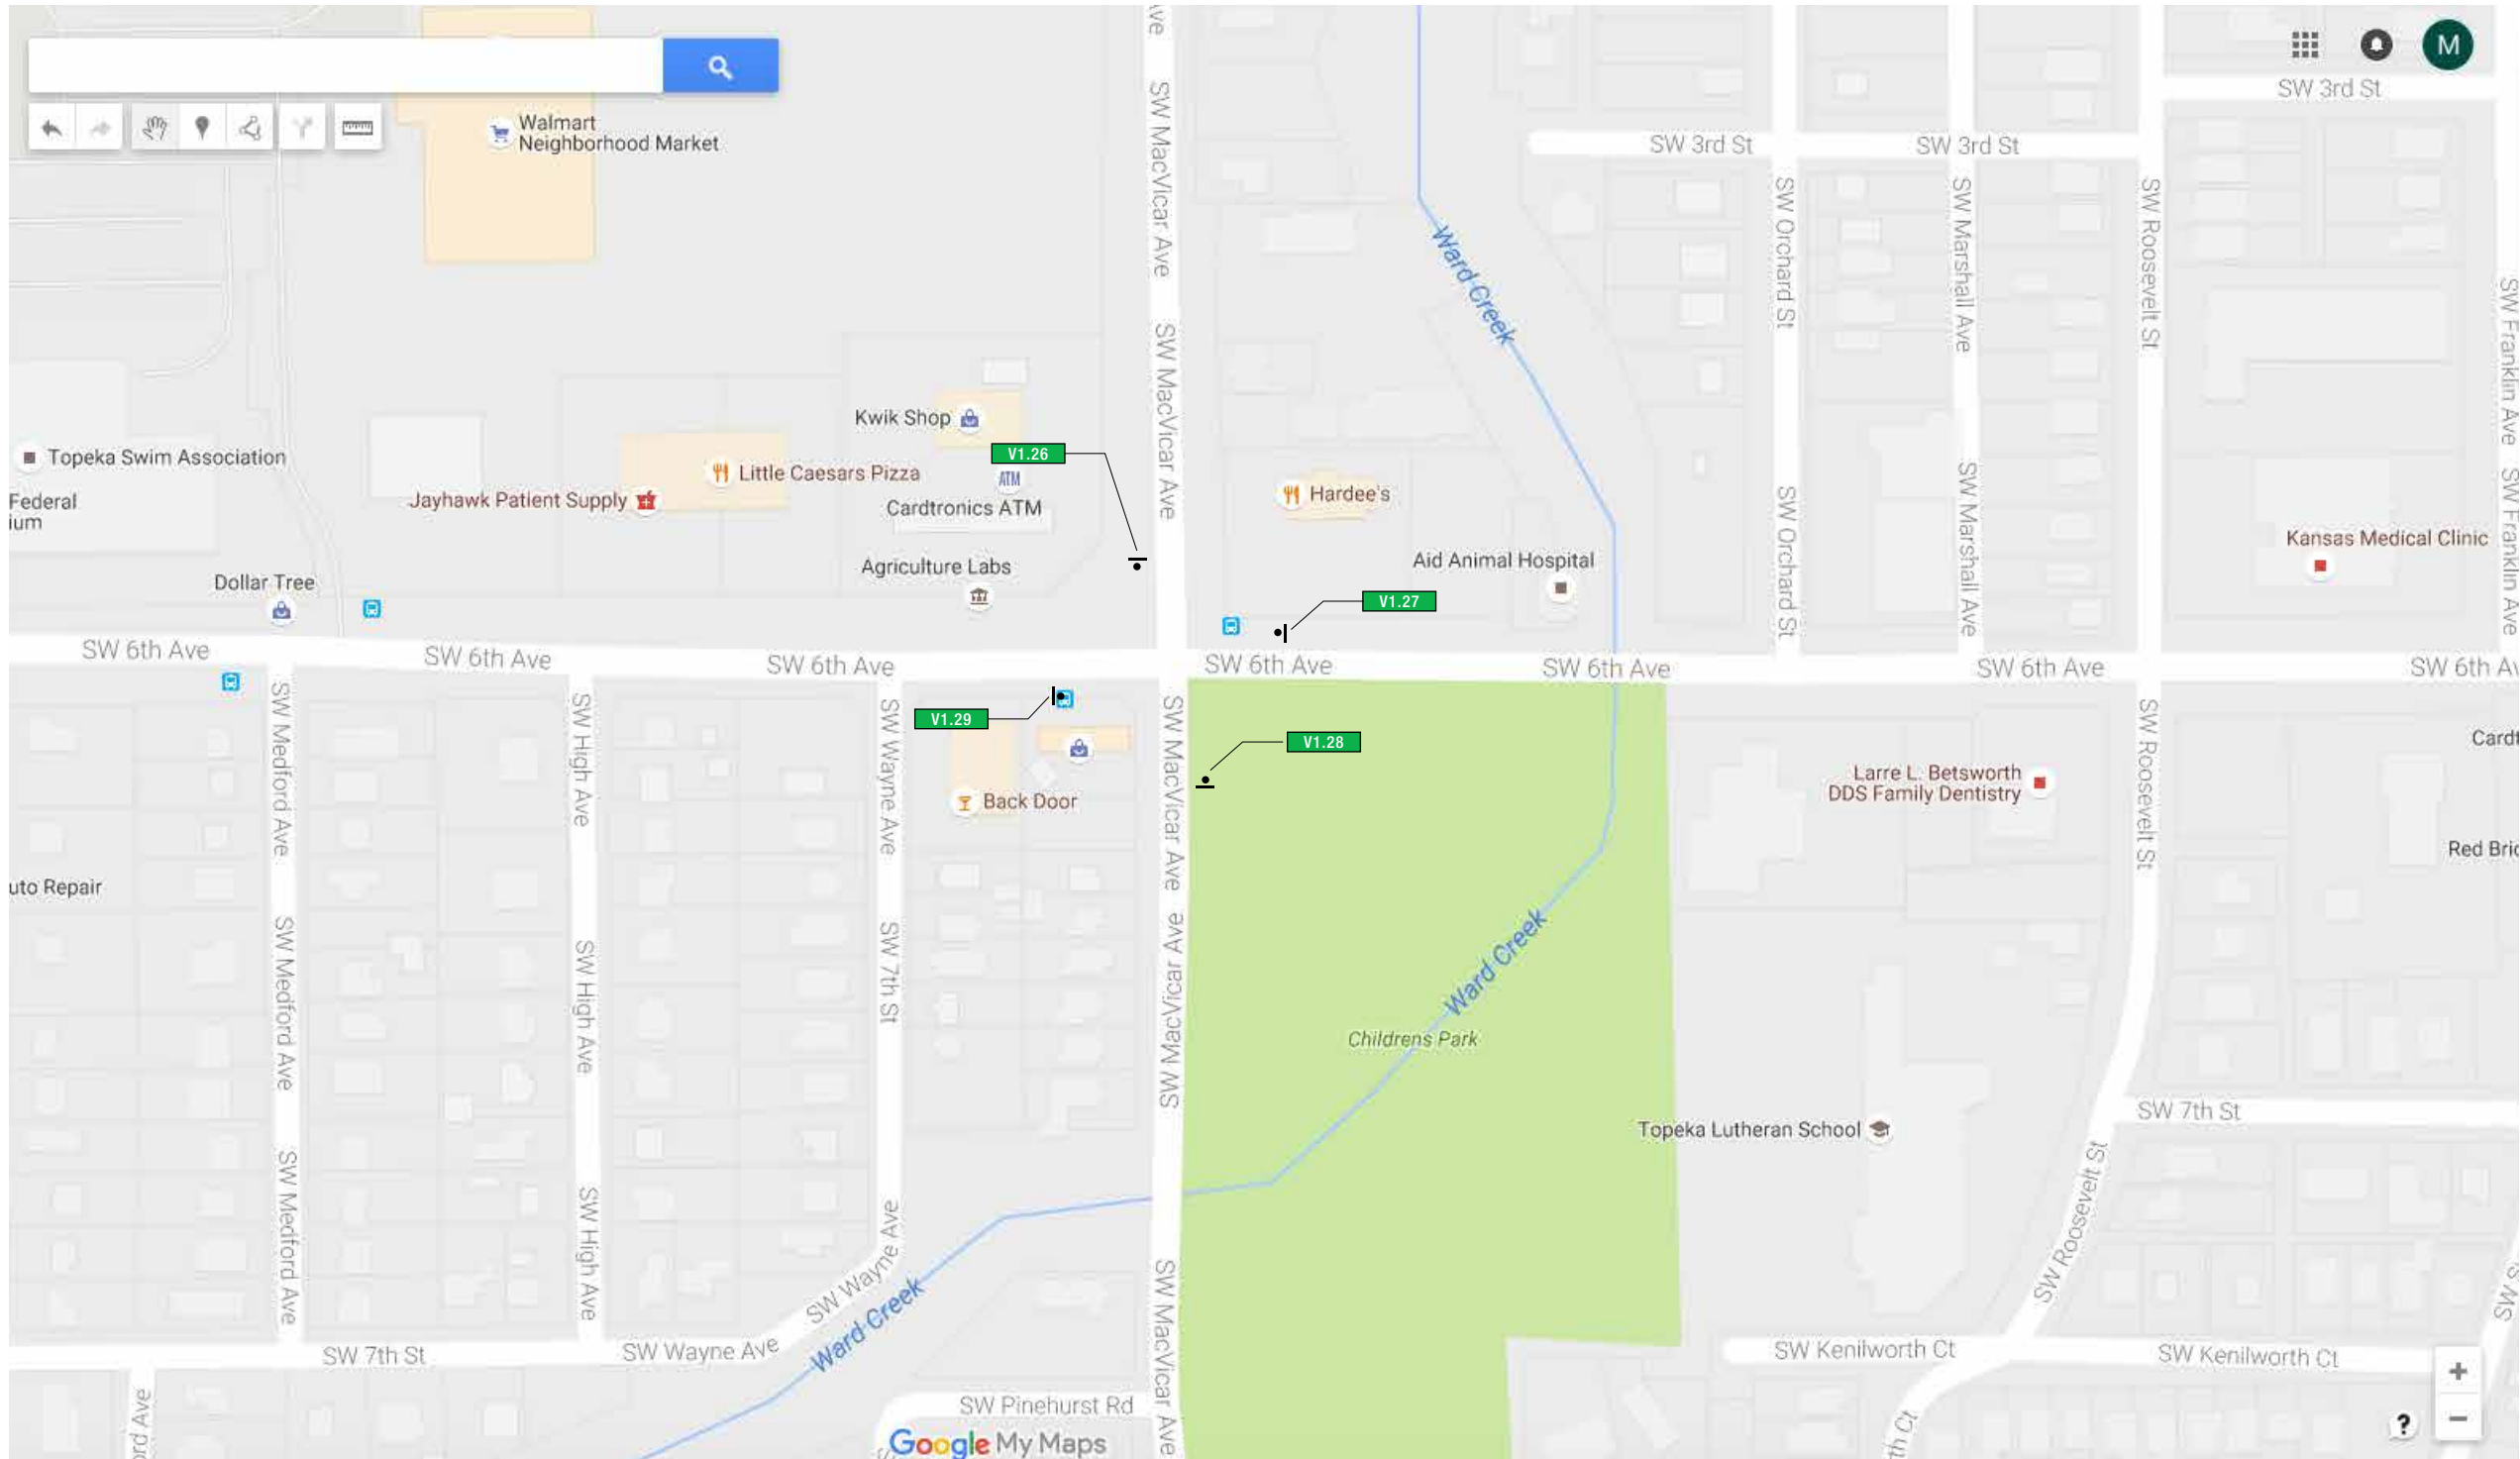 M
SW 3rd St
Walmart
Neighborhood Market
SW 3rd St
SW 3rd St
Ave
SW MacVicar Ave
SW MacVicar Ave
Ward Creek
SW Orchard St
SW Orchard St
SW Marshall Ave
SW Marshall Ave
SW Roosevelt St
SW Franklin Ave
SW Franklin Ave
Kwik Shop
V1.26
ATM
Cardtronics ATM
Topeka Swim Association
Little Caesars Pizza
Jayhawk Patient Supply
Federal
ium
Hardee's
Agriculture Labs
Dollar Tree
Aid Animal Hospital
Kansas Medical Clinic
V1.27
SW 6th Ave
SW 6th Ave
SW 6th Ave
SW 6th Ave
SW 6th Ave
SW 6th Ave
SW 6th Av
V1.29
V1.28
SW Medford Ave
SW Medford Ave
SW Medford Ave
SW High Ave
SW High Ave
SW High Ave
SW Wayne Ave
SW 7th St
SW Wayne Ave
SW MacVicar Ave
SW MacVicar Ave
SW MacVicar Ave
Back Door
uto Repair
Larre L. Betsworth
DDS Family Dentistry
SW Roosevelt St
Cardt
Red Bric
Ward Creek
Childrens Park
Topeka Lutheran School
SW 7th St
SW Roosevelt St
Ward Creek
SW 7th St
SW Wayne Ave
SW Kenilworth Ct
SW Kenilworth Ct
SW Pinehurst Rd
ord Ave
th Ct
Google My Maps
+
?
−